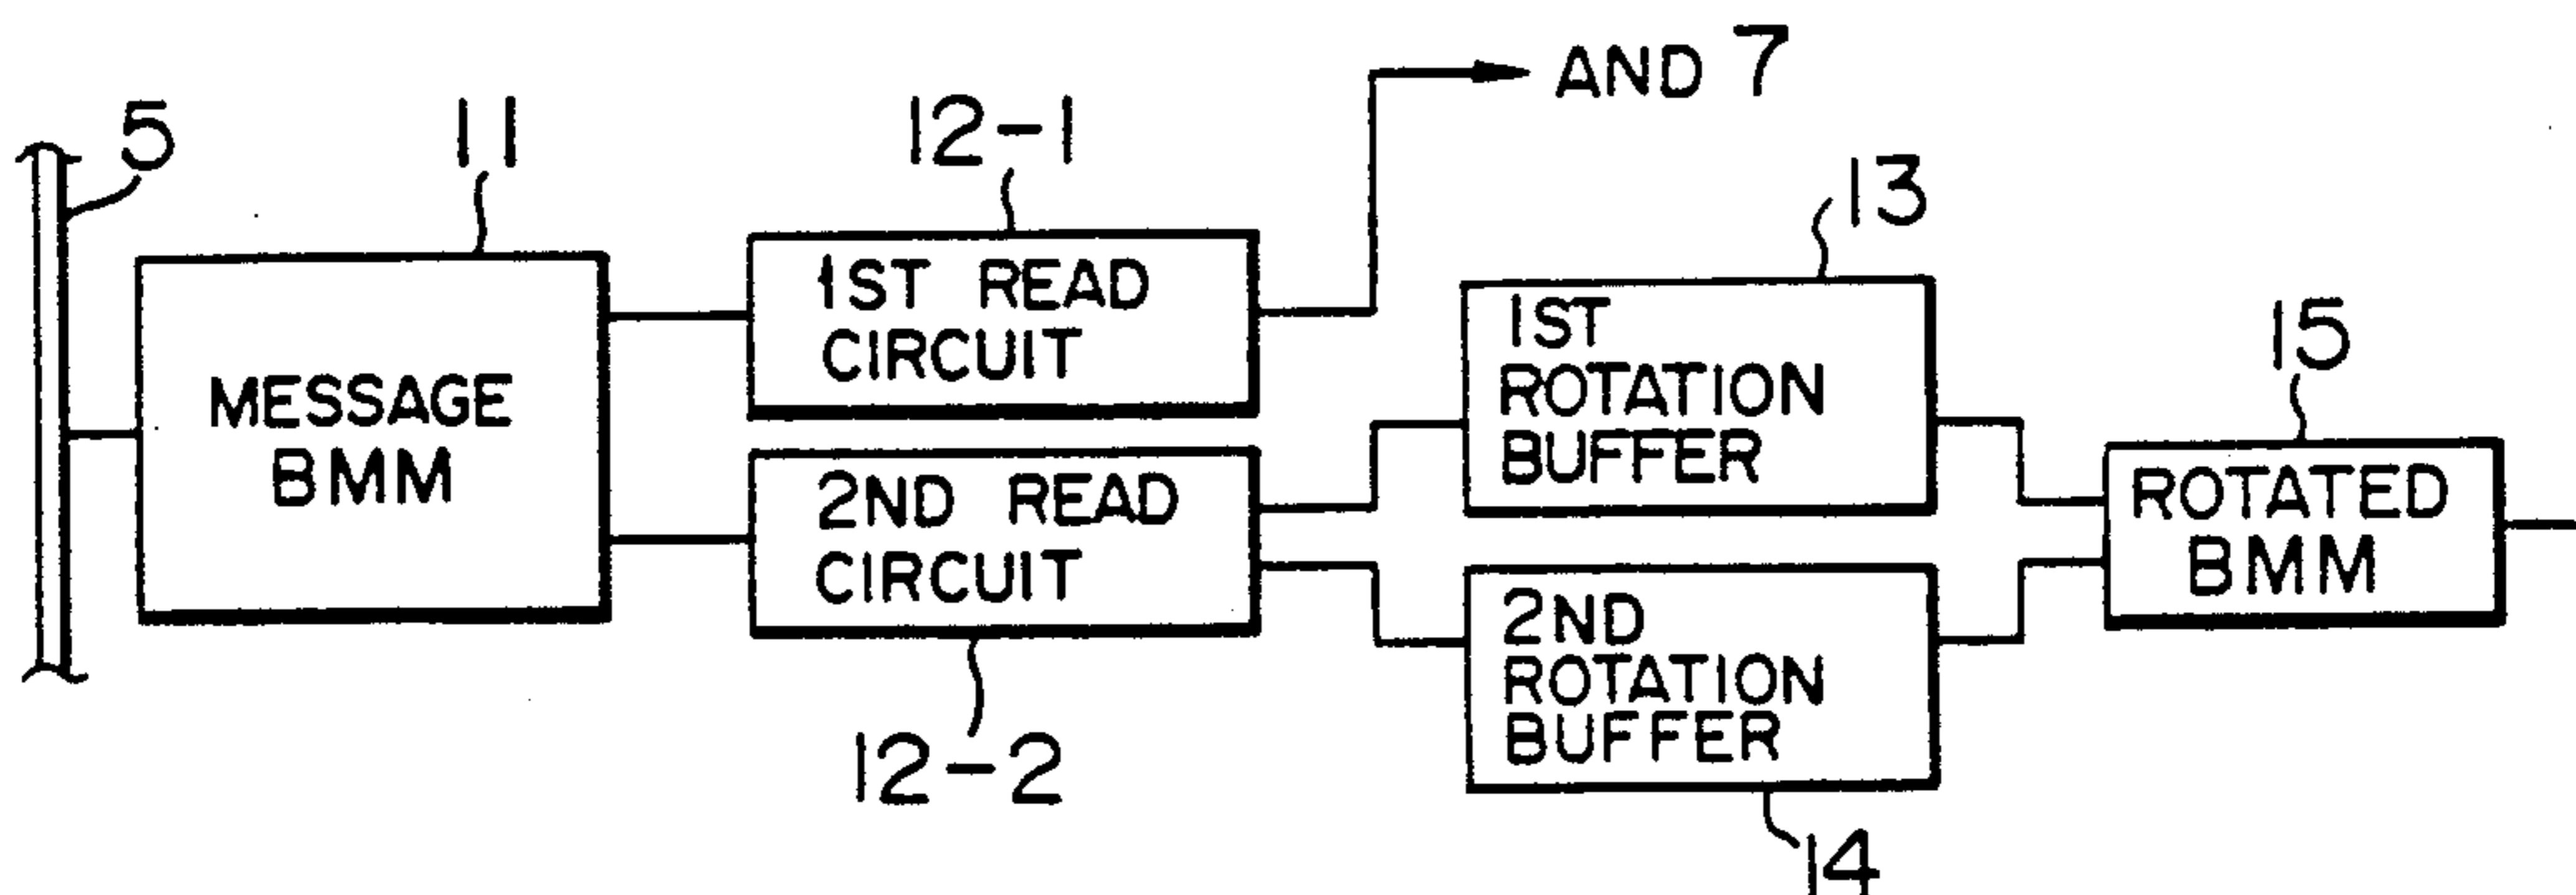 AND 7
5
11
12-1
13
15
MESSAGE
BMM
1ST READ
CIRCUIT
2ND READ
CIRCUIT
1ST
ROTATION
BUFFER
2ND
ROTATION
BUFFER
ROTATED
BMM
12-2
14